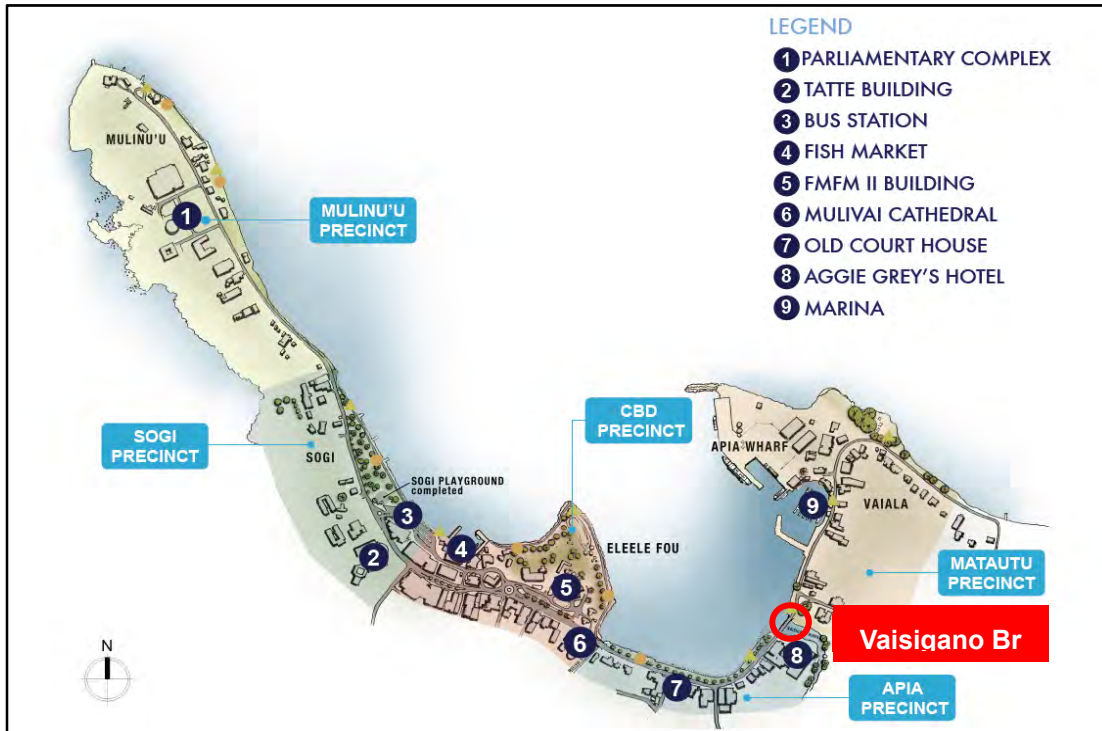 LEGEND
1 PARLIAMENTARY COMPLEX
2 TATTE BUILDING
3 BUS STATION
4 FISH MARKET
5 FMFM II BUILDING
6 MULIVAI CATHEDRAL
7 OLD COURT HOUSE
8 AGGIE GREY'S HOTEL
9 MARINA
MULINU'U
1
MULINU'U
PRECINCT
SOGI
PRECINCT
SOGI
SOGI PLAYGROUND
completed
CBD
PRECINCT
APIA WHARF
VAIALA
9
3
2
4
ELEELE FOU
5
MATAUTU
PRECINCT
Vaisigano Br
6
7
8
APIA
PRECINCT
N